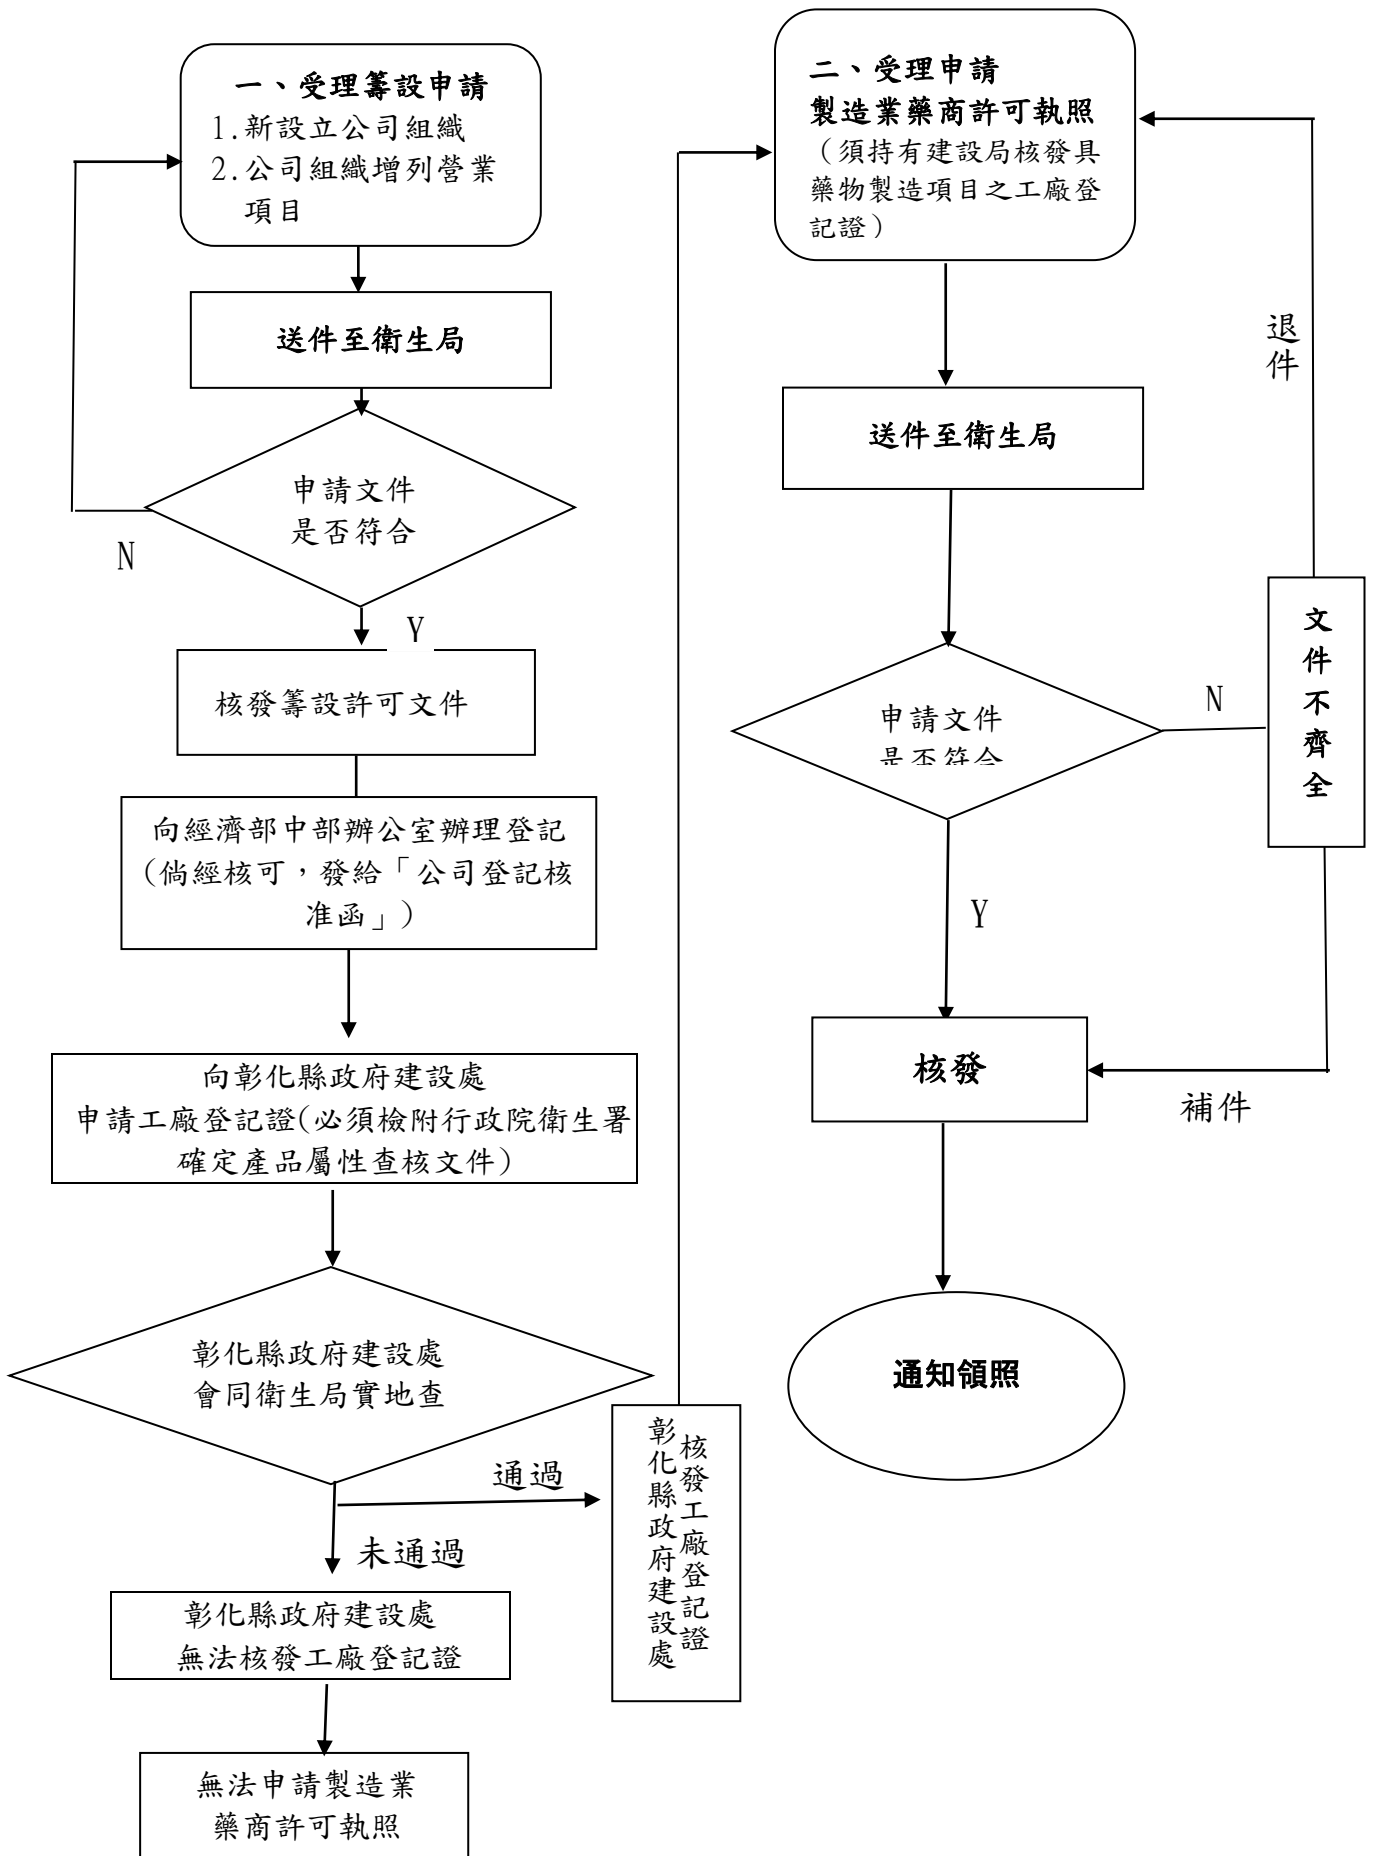 一、受理籌設申請
1.新設立公司組織
2.公司組織增列營業
項目
送件至衛生局
申請文件
是否符合
N
Y
核發籌設許可文件
向經濟部中部辦公室辦理登記
(倘經核可，發給「公司登記核
准函」)
向彰化縣政府建設處
申請工廠登記證(必須檢附行政院衛生署
確定產品屬性查核文件)
彰化縣政府建設處
會同衛生局實地查
通過
未通過
彰化縣政府建設處
核發工廠登記證
彰化縣政府建設處
無法核發工廠登記證
無法申請製造業
藥商許可執照
二、受理申請
製造業藥商許可執照
（須持有建設局核發具
藥物製造項目之工廠登
記證）
送件至衛生局
申請文件
是否符合
N
文件不齊全
退件
Y
補件
核發
通知領照